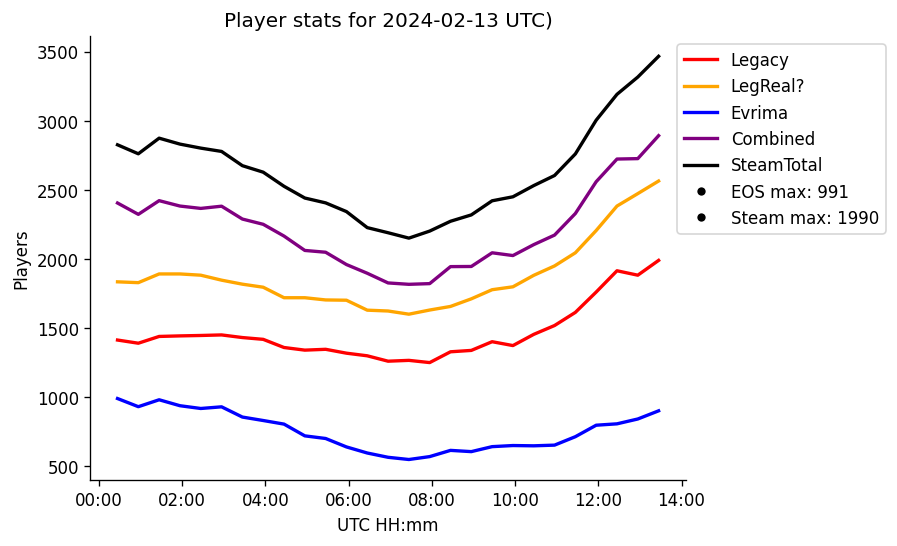 Player stats for 2024-02-13 UTC)
3500
3000
2500
2000
1500
1000
500
Players
00:00 02:00 04:00 06:00 08:00 10:00 12:00 14:00
UTC HH:mm
Legacy
LegReal?
Evrima
Combined
SteamTotal
EOS max: 991
Steam max: 1990